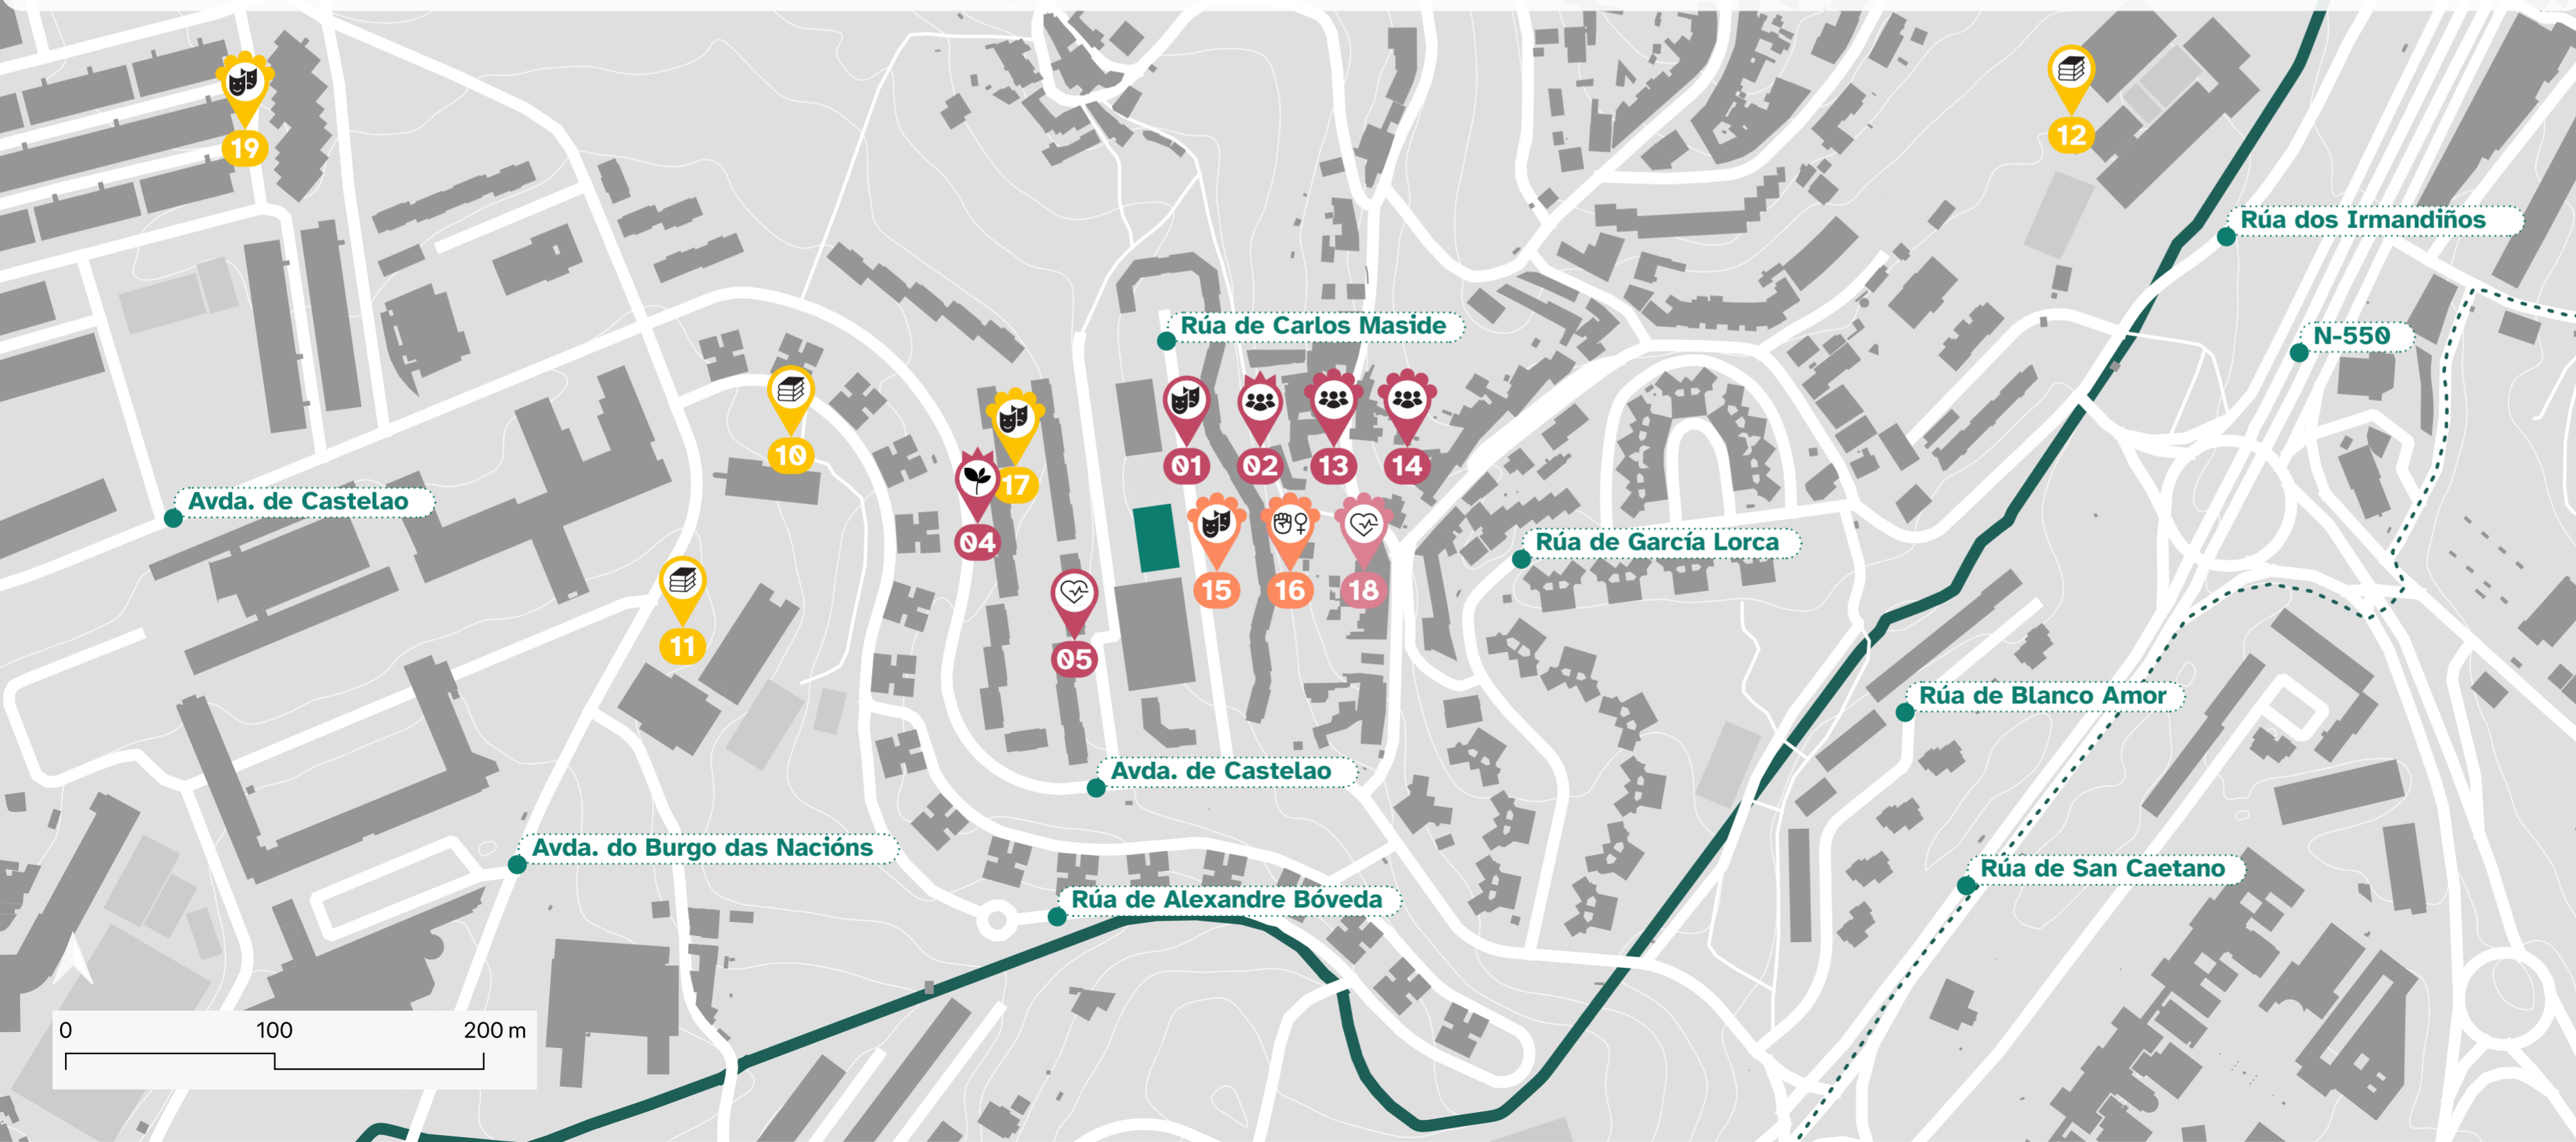 19
12
Rúa dos Irmandiños
Rúa de Carlos Maside
N-550
10
17
01
02
13
14
Avda. de Castelao
04
Rúa de García Lorca
15
16
18
11
05
Rúa de Blanco Amor
Avda. de Castelao
Avda. do Burgo das Nacións
Rúa de San Caetano
Rúa de Alexandre Bóveda
0 100 200 m